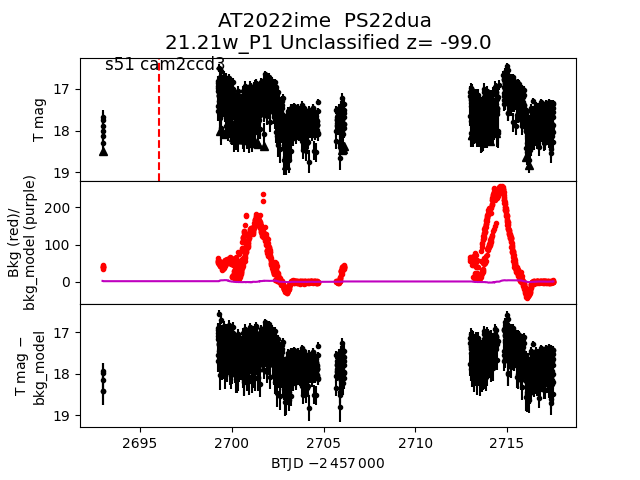 AT2022ime  PS22dua
21.21w_P1 Unclassified z= -99.0
s51 cam2ccd3
T mag
17
18
19
Bkg (red)/
bkg_model (purple)
200
100
0
T mag −
bkg_model
17
18
19
2695
2700
2705
2710
2715
BTJD −2 457 000